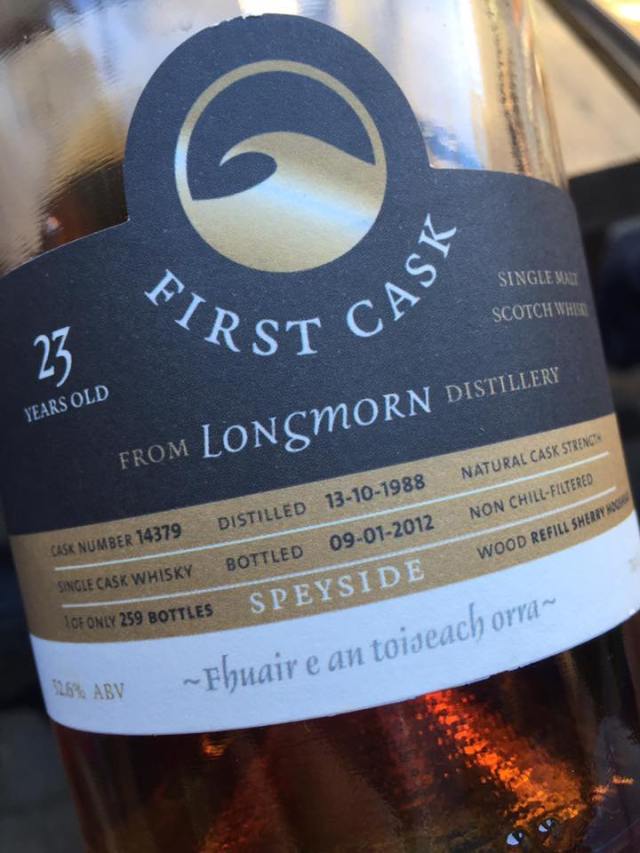 FIRST CASK
SINGLE MALT
SCOTCH WHISKY
23
YEARS OLD
FROM LONGMORN DISTILLERY
CASK NUMBER 14379 DISTILLED 13-10-1988 NATURAL CASK STRENGTH
SINGLE CASK WHISKY BOTTLED 09-01-2012 NON CHILL-FILTERED
1 OF ONLY 259 BOTTLES SPEYSIDE WOOD REFILL SHERRY
52.6% ABV ~Fhuair e an toiseach orra~